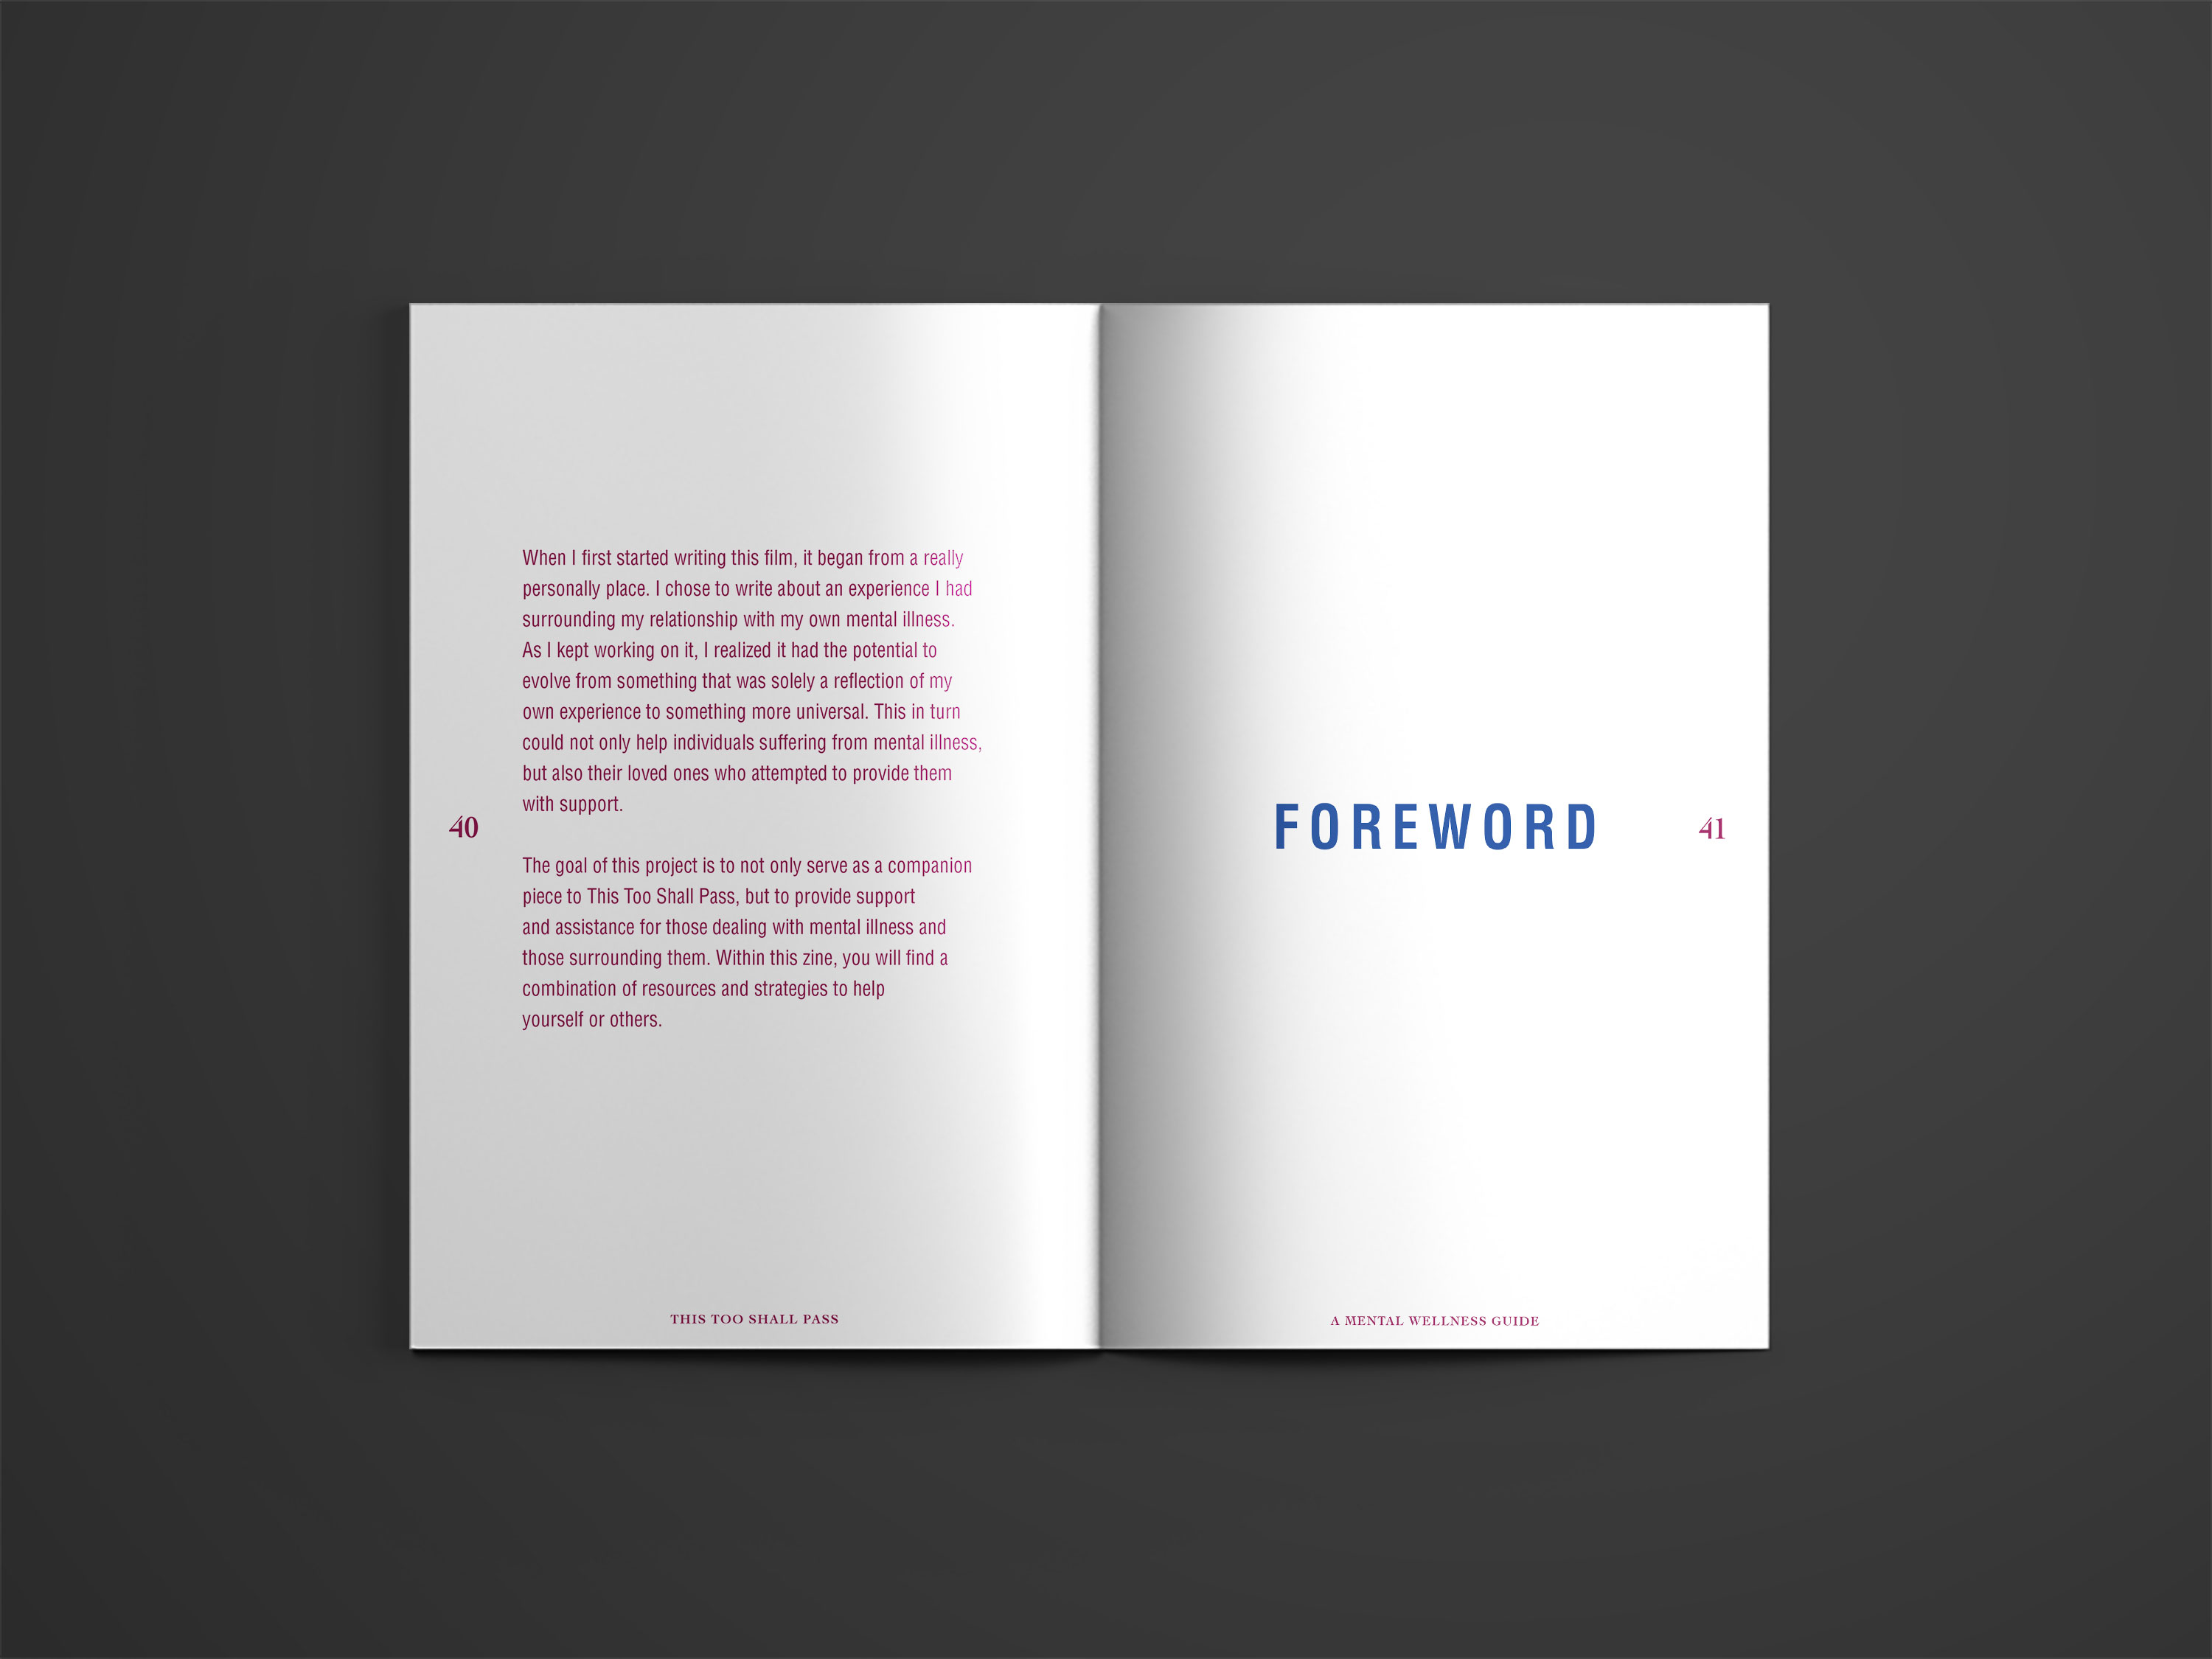 When I first started writing this film, it began from a really
personally place. I chose to write about an experience I had
surrounding my relationship with my own mental illness.
As I kept working on it, I realized it had the potential to
evolve from something that was solely a reflection of my
own experience to something more universal. This in turn
could not only help individuals suffering from mental illness,
but also their loved ones who attempted to provide them
with support.
40
The goal of this project is to not only serve as a companion
piece to This Too Shall Pass, but to provide support
and assistance for those dealing with mental illness and
those surrounding them. Within this zine, you will find a
combination of resources and strategies to help
yourself or others.
THIS TOO SHALL PASS
FOREWORD
41
A MENTAL WELLNESS GUIDE